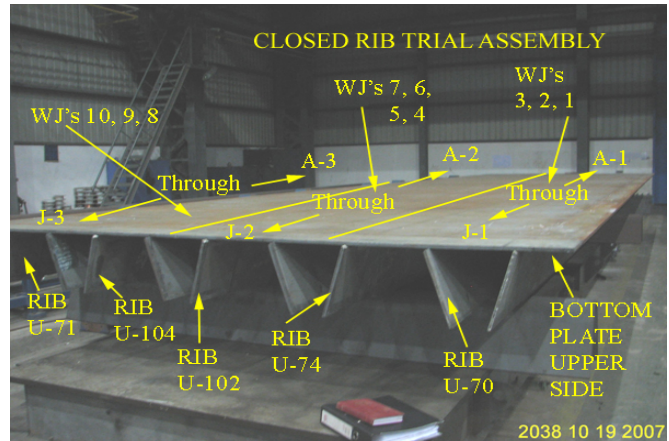 CLOSED RIB TRIAL ASSEMBLY
WJ's 10, 9, 8
WJ's 7, 6,
5, 4
WJ's
3, 2, 1
A-3
A-2
A-1
Through
Through
Through
J-3
J-2
J-1
RIB
U-71
RIB
U-104
RIB
U-102
RIB
U-74
RIB
U-70
BOTTOM
PLATE
UPPER
SIDE
2038 10 19 2007